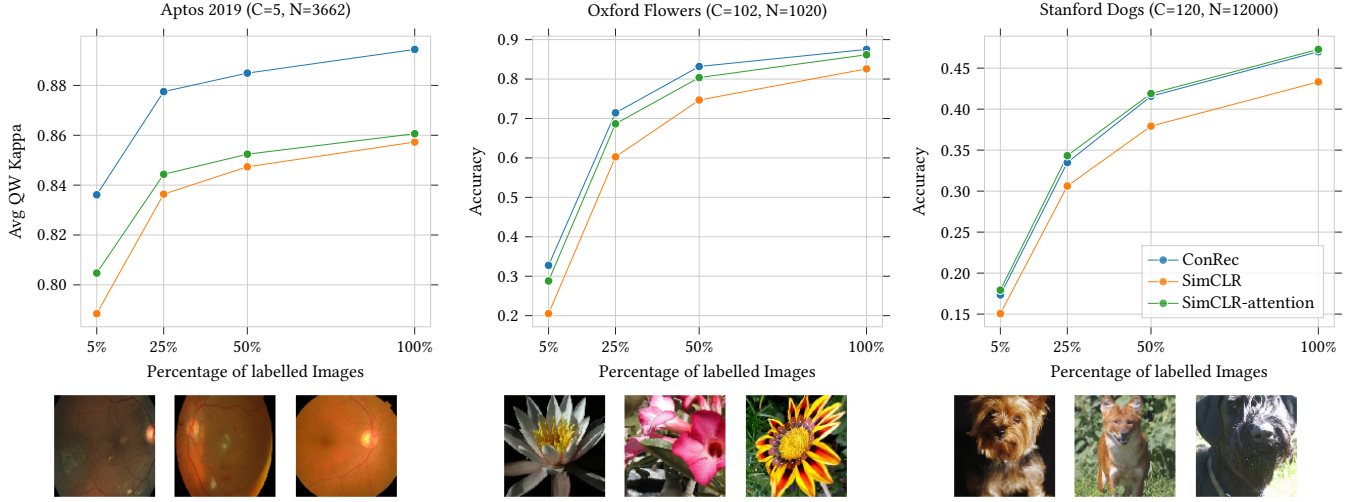 Aptos 2019 (C=5, N=3662)
Avg QW Kappa
0.88
0.86
0.84
0.82
0.80
5% 25% 50% 100%
Percentage of labelled Images
Oxford Flowers (C=102, N=1020)
Accuracy
0.9
0.8
0.7
0.6
0.5
0.4
0.3
0.2
5% 25% 50% 100%
Percentage of labelled Images
Stanford Dogs (C=120, N=12000)
Accuracy
0.45
0.40
0.35
0.30
0.25
0.20
0.15
ConRec
SimCLR
SimCLR-attention
5% 25% 50% 100%
Percentage of labelled Images